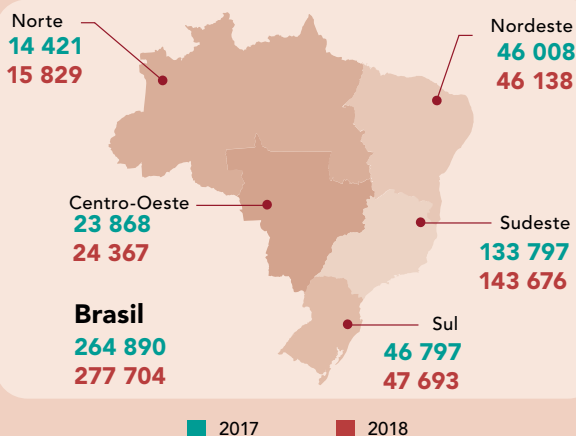 Norte
14 421
15 829
Nordeste
46 008
46 138
Centro-Oeste
23 868
24 367
Sudeste
133 797
143 676
Brasil
264 890
277 704
Sul
46 797
47 693
2017
2018